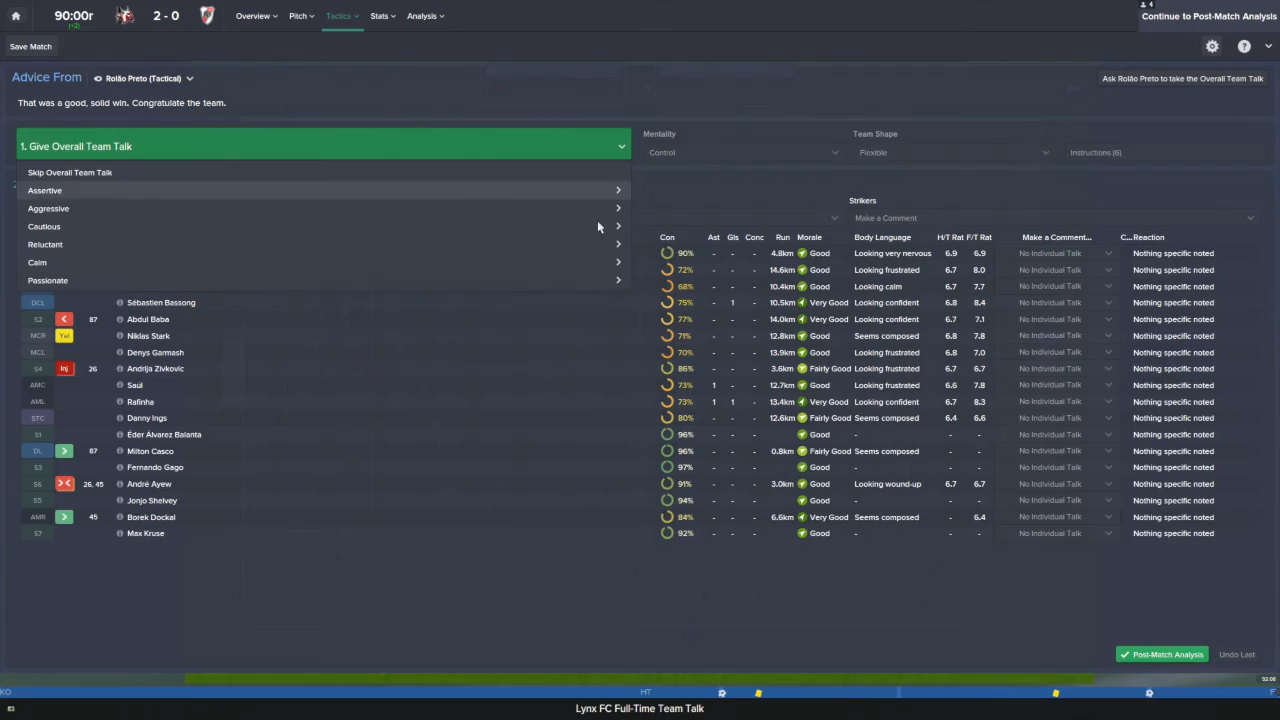 4
90:00r 2 - 0 Overview Pitch Tactics Stats Analysis Continue to Post-Match Analysis
(+2)
Save Match
Advice From Rolão Preto (Tactical) Ask Rolão Preto to take the Overall Team Talk
That was a good, solid win. Congratulate the team.
1. Give Overall Team Talk Mentality Team Shape
Control Flexible Instructions (6)
Skip Overall Team Talk
Assertive
Aggressive
Cautious
Reluctant
Calm
Passionate
Strikers
Make a Comment
Con Ast Gls Conc Run Morale Body Language H/T Rat F/T Rat Make a Comment... C... Reaction
90% - - - 4.8km Good Looking very nervous 6.9 6.9 No Individual Talk Nothing specific noted
72% - - - 14.6km Good Looking frustrated 6.7 8.0 No Individual Talk Nothing specific noted
68% - - - 10.4km Good Looking calm 6.7 7.7 No Individual Talk Nothing specific noted
DCL Sébastien Bassong 75% - 1 - 10.5km Very Good Looking confident 6.8 8.4 No Individual Talk Nothing specific noted
S2 87 Abdul Baba 77% - - - 14.0km Very Good Looking confident 6.7 7.1 No Individual Talk Nothing specific noted
MCR Yel Niklas Stark 71% - - - 12.8km Good Seems composed 6.8 7.8 No Individual Talk Nothing specific noted
MCL Denys Garmash 70% - - - 13.9km Good Looking frustrated 6.8 7.0 No Individual Talk Nothing specific noted
S4 Inj 26 Andrija Zivkovic 86% - - - 3.6km Fairly Good Looking frustrated 6.7 6.7 No Individual Talk Nothing specific noted
AMC Saúl 73% 1 - - 12.7km Good Looking frustrated 6.6 7.8 No Individual Talk Nothing specific noted
AML Rafinha 73% 1 1 - 13.4km Very Good Looking confident 6.7 8.3 No Individual Talk Nothing specific noted
STC Danny Ings 80% - - - 12.6km Fairly Good Seems composed 6.4 6.6 No Individual Talk Nothing specific noted
S1 Éder Álvarez Balanta 96% Good - - - No Individual Talk Nothing specific noted
DL 87 Milton Casco 96% - - - 0.8km Fairly Good Seems composed - - No Individual Talk Nothing specific noted
S3 Fernando Gago 97% Good - - - No Individual Talk Nothing specific noted
S6 26, 45 André Ayew 91% - - - 3.0km Good Looking wound-up 6.7 6.7 No Individual Talk Nothing specific noted
S5 Jonjo Shelvey 94% Good - - - No Individual Talk Nothing specific noted
AMR 45 Borek Dockal 84% - - - 6.6km Very Good Seems composed - 6.4 No Individual Talk Nothing specific noted
S7 Max Kruse 92% Good - - - No Individual Talk Nothing specific noted
Post-Match Analysis Undo Last
52:08
KO HT F
Lynx FC Full-Time Team Talk